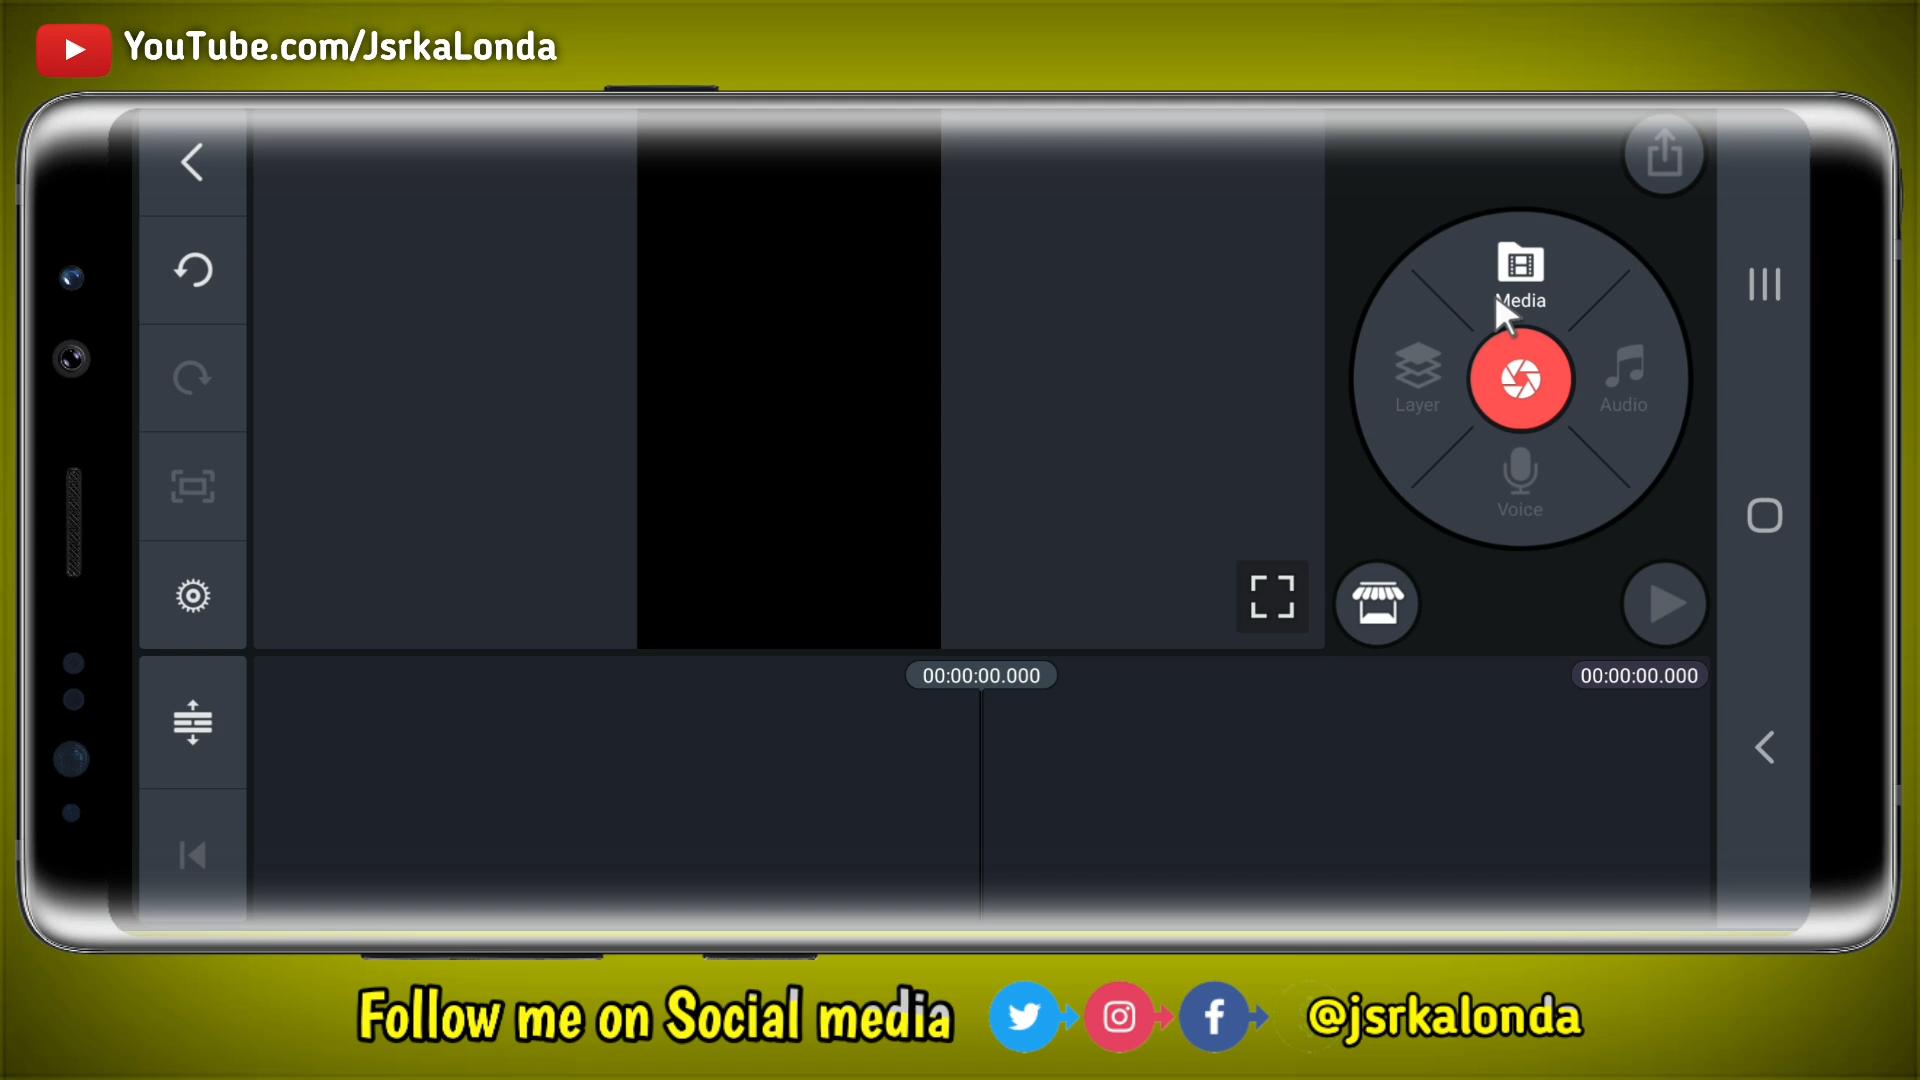 YouTube.com/JsrkaLonda
Media
Layer
Audio
Voice
00:00:00.000
00:00:00.000
Follow me on Social media
@jsrkalonda